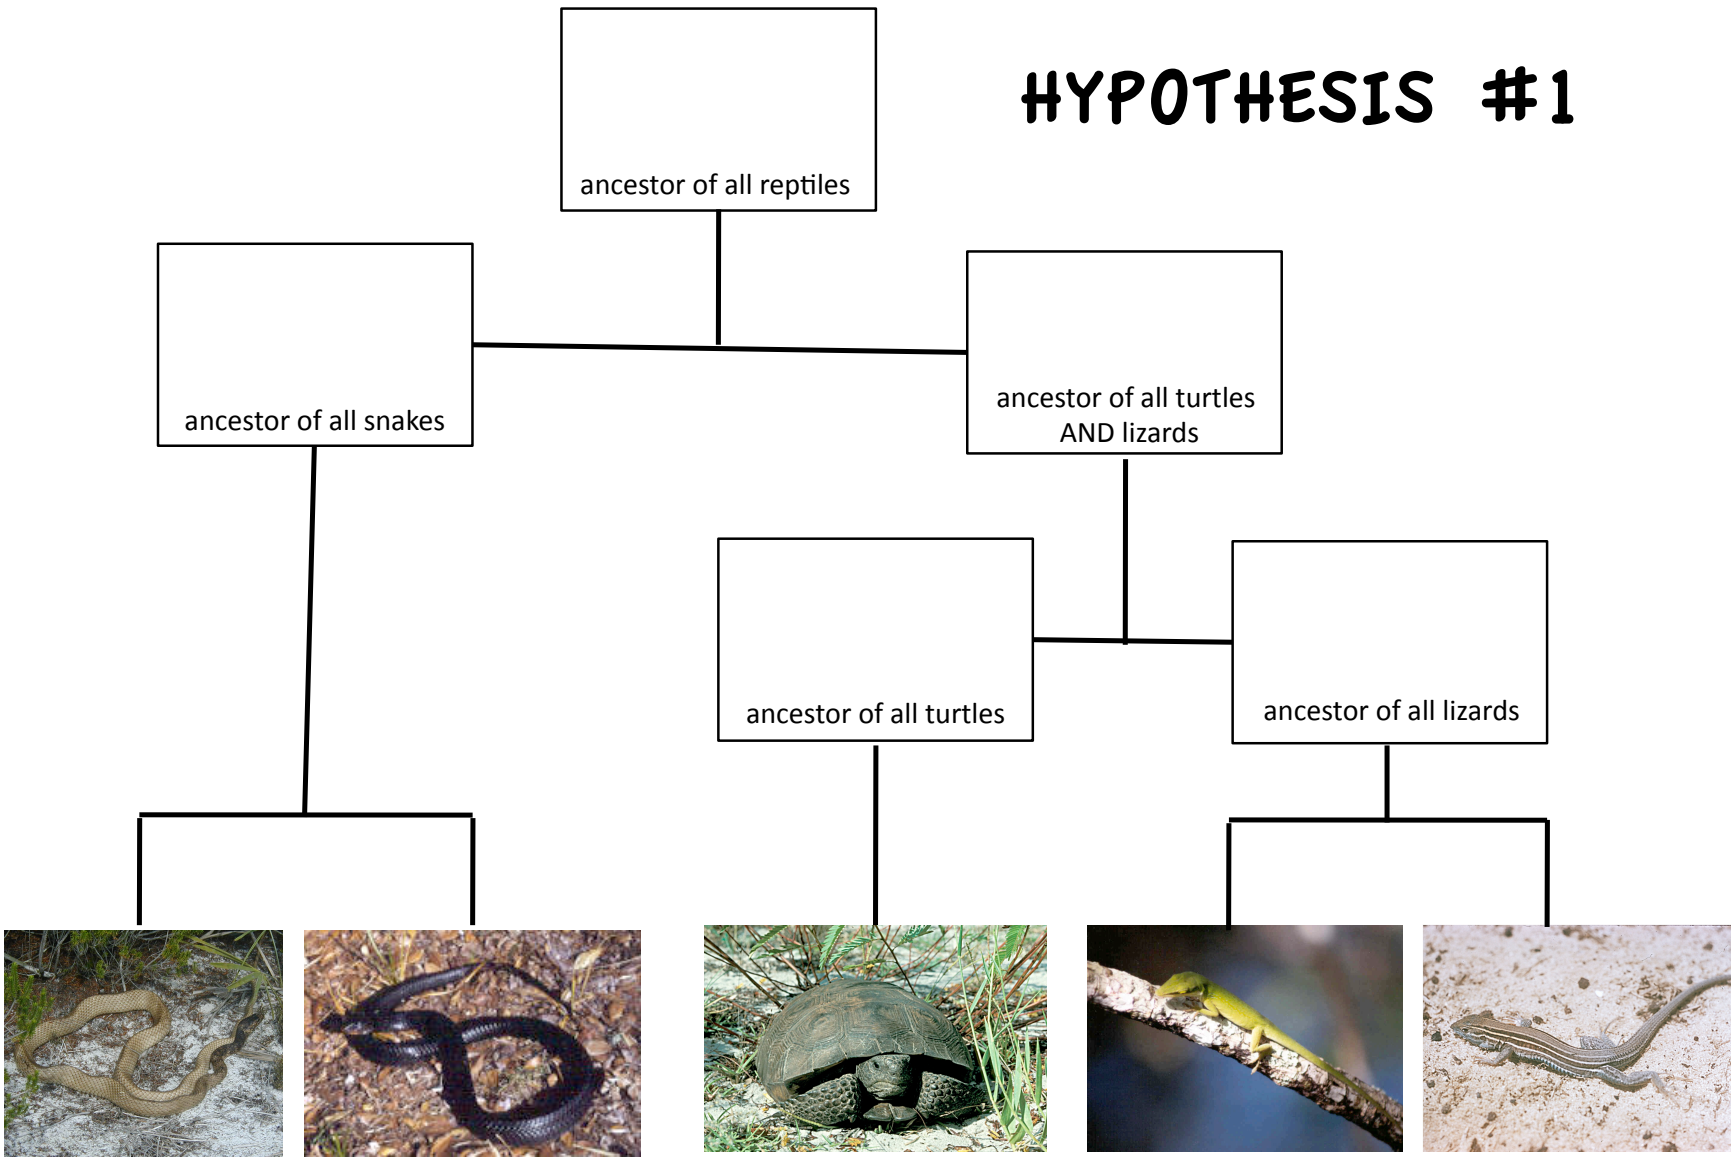 HYPOTHESIS #1
ancestor of all reptiles
ancestor of all snakes
ancestor of all turtles
AND lizards
ancestor of all turtles
ancestor of all lizards